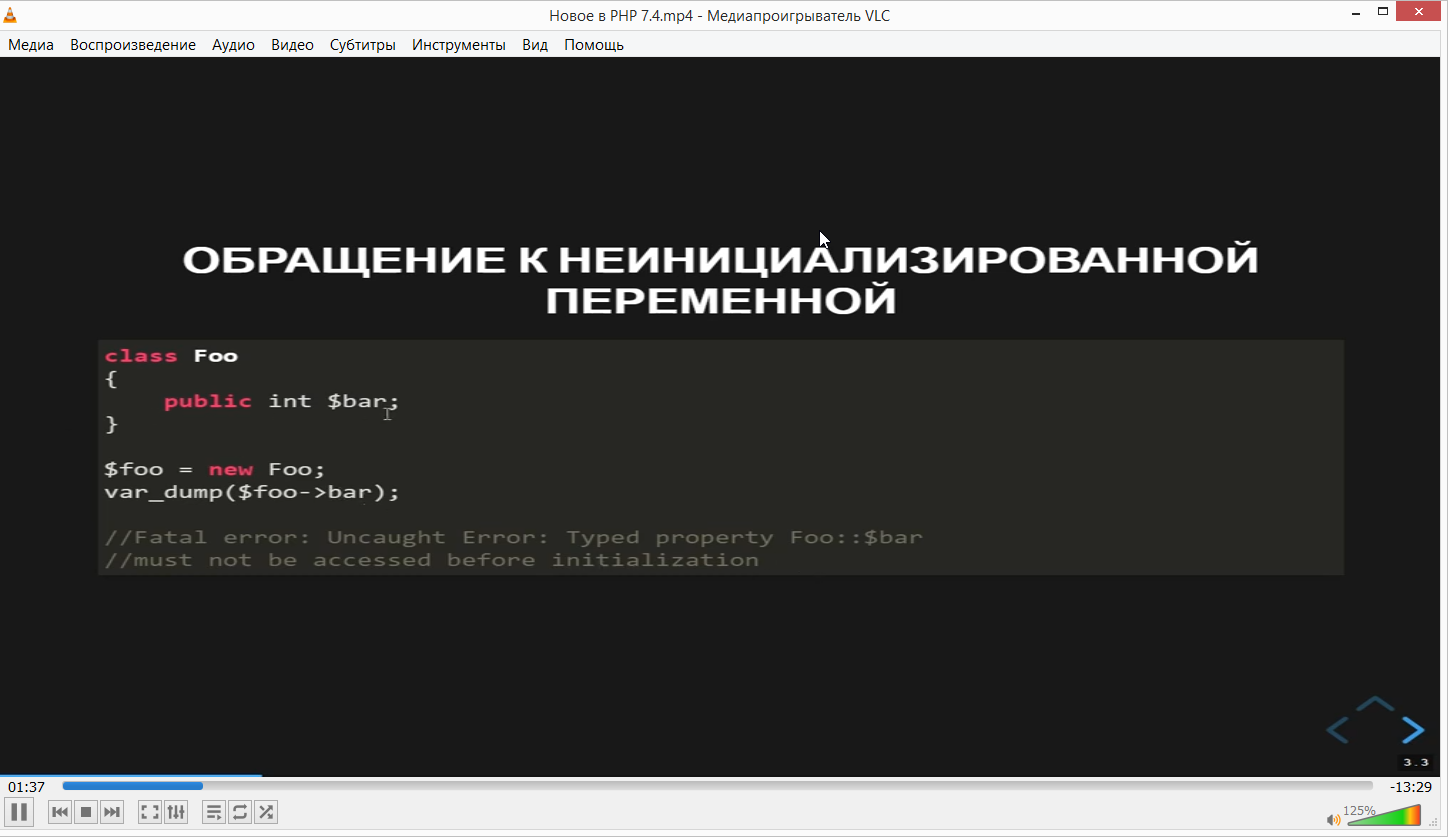 Новое в PHP 7.4.mp4 - Медиапроигрыватель VLC
Медиа Воспроизведение Аудио Видео Субтитры Инструменты Вид Помощь
ОБРАЩЕНИЕ К НЕИНИЦИАЛИЗИРОВАННОЙ
ПЕРЕМЕННОЙ
class Foo
{
    public int $bar;
}
$foo = new Foo;
var_dump($foo->bar);
//Fatal error: Uncaught Error: Typed property Foo::$bar
//must not be accessed before initialization
3.3
01:37 -13:29
125%